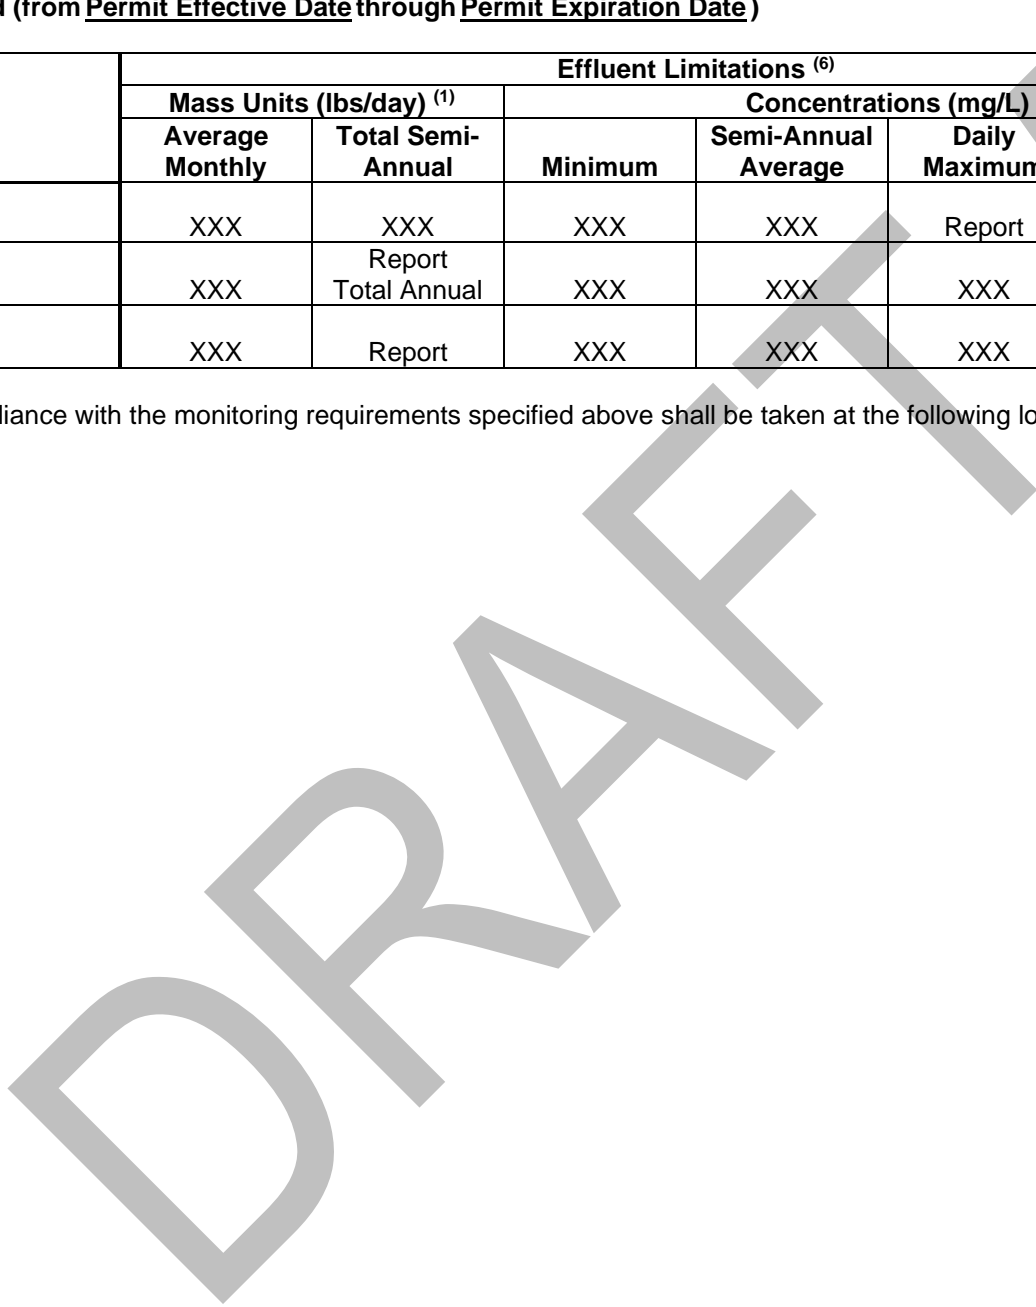 (from Permit Effective Date through Permit Expiration Date)
Effluent Limitations (6)
Mass Units (lbs/day) (1) Concentrations (mg/L)
Average Monthly Total Semi-Annual Minimum Semi-Annual Average Daily Maximum
XXX XXX XXX XXX Report
XXX Report Total Annual XXX XXX XXX
XXX Report XXX XXX XXX
with the monitoring requirements specified above shall be taken at the following
DRAFT